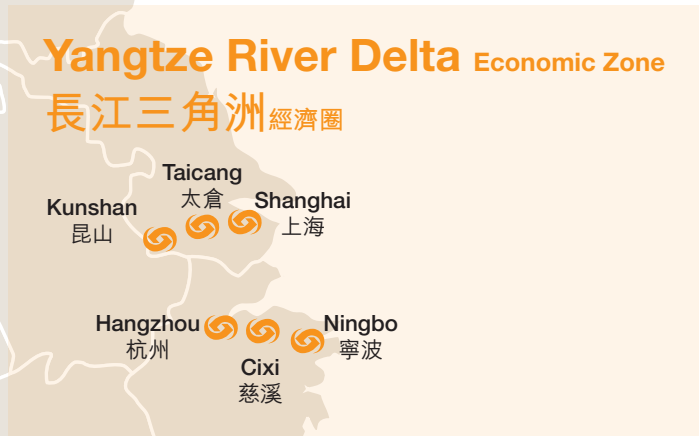 Yangtze River Delta Economic Zone
長江三角洲經濟圈
Taicang
太倉
Kunshan
昆山
Shanghai
上海
Hangzhou
杭州
Cixi
慈溪
Ningbo
寧波